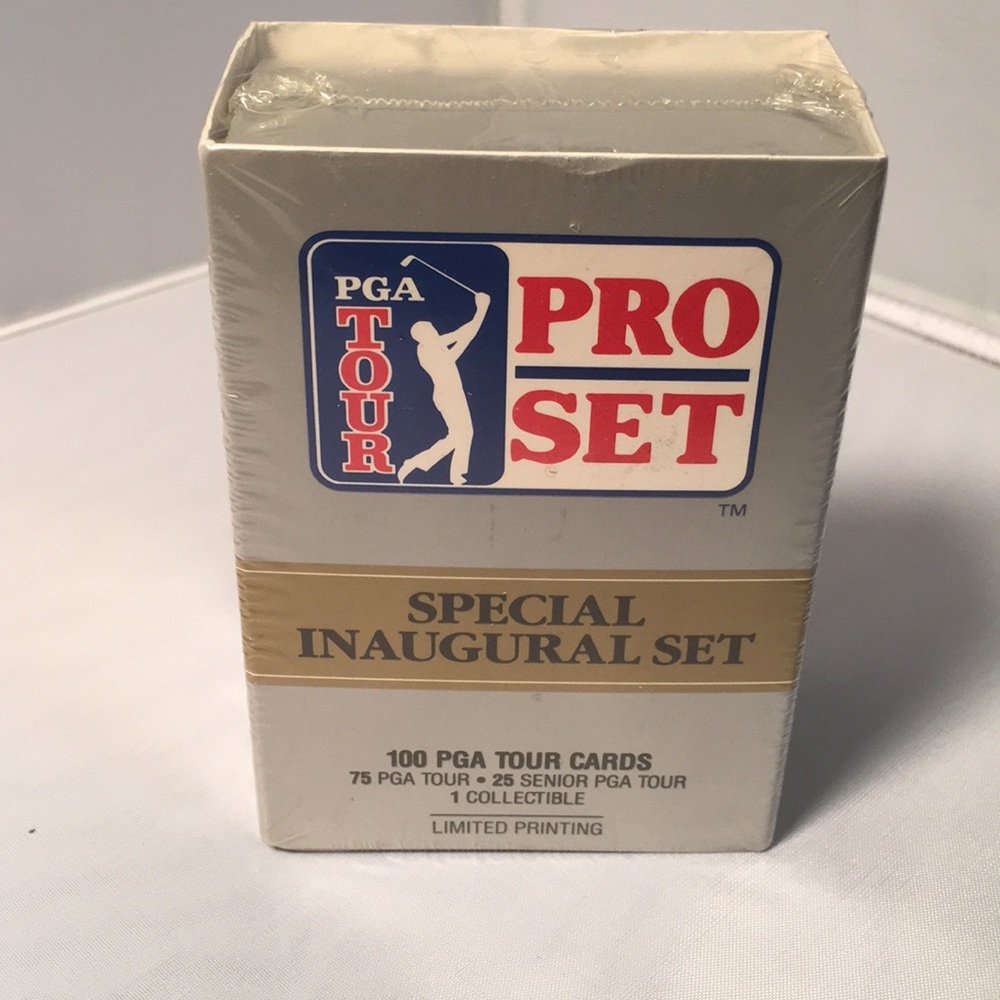 PGA
TOUR
PRO
SET
TM
SPECIAL
INAUGURAL SET
100 PGA TOUR CARDS
75 PGA TOUR • 25 SENIOR PGA TOUR
1 COLLECTIBLE
LIMITED PRINTING